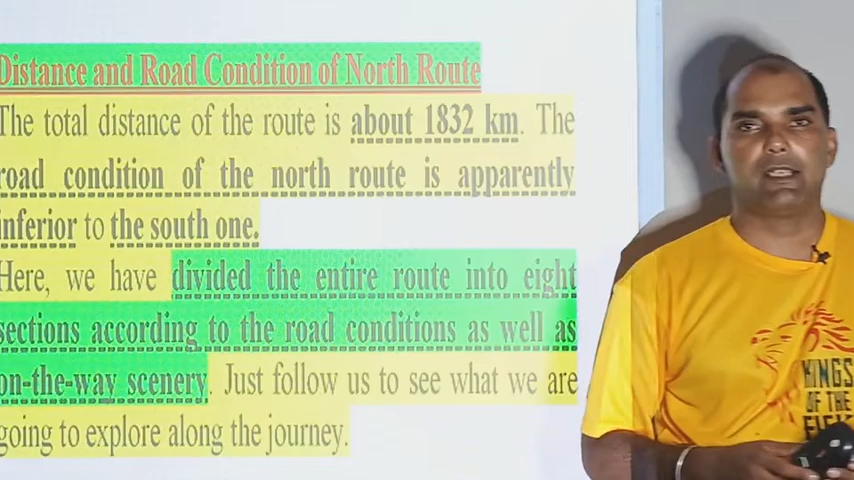 Distance and Road Condition of North Route
The total distance of the route is about 1832 km. The
road condition of the north route is apparently
inferior to the south one.
Here, we have divided the entire route into eight
sections according to the road conditions as well as
on-the-way scenery. Just follow us to see what we are
going to explore along the journey.
KINGS
OF THE